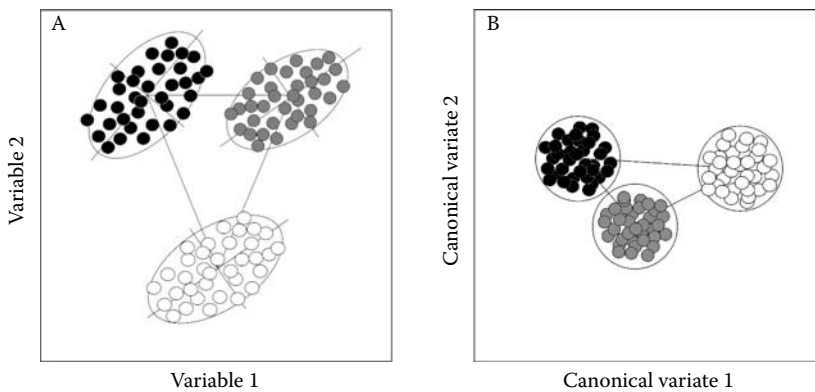 A
Variable 2
Variable 1
B
Canonical variate 2
Canonical variate 1